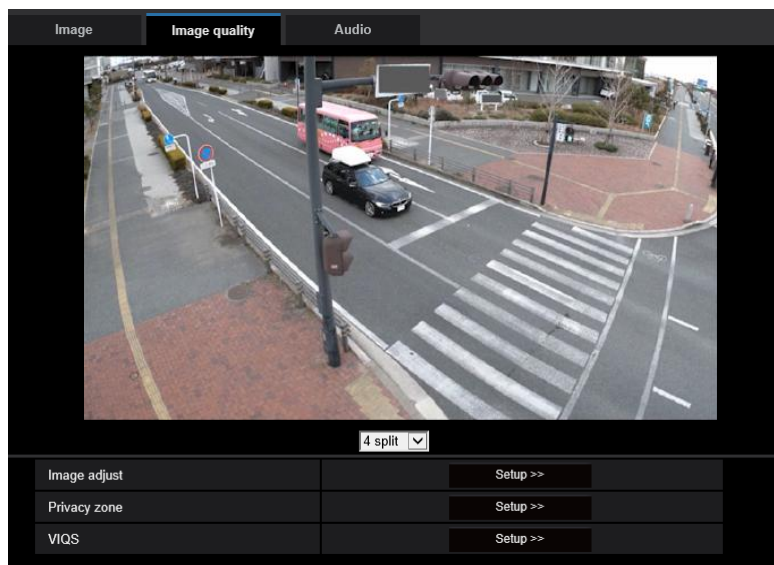 Image
Image quality
Audio
4 split
Image adjust
Setup >>
Privacy zone
Setup >>
VIQS
Setup >>